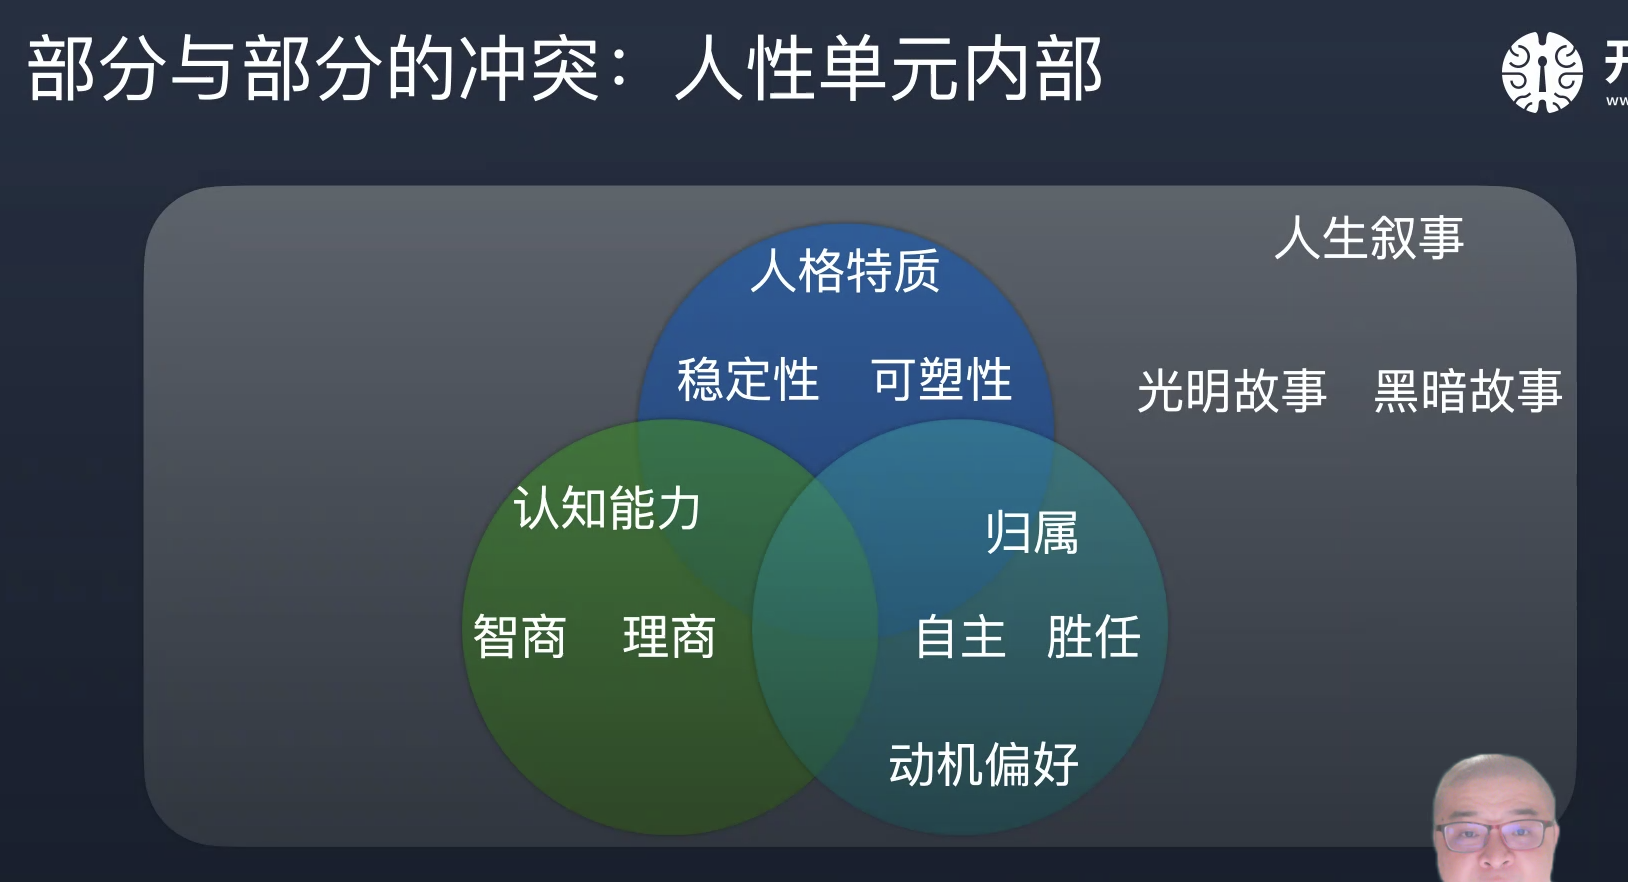 部分与部分的冲突：人性单元内部
人生叙事
人格特质
稳定性 可塑性
光明故事 黑暗故事
认知能力
归属
智商 理商
自主 胜任
动机偏好